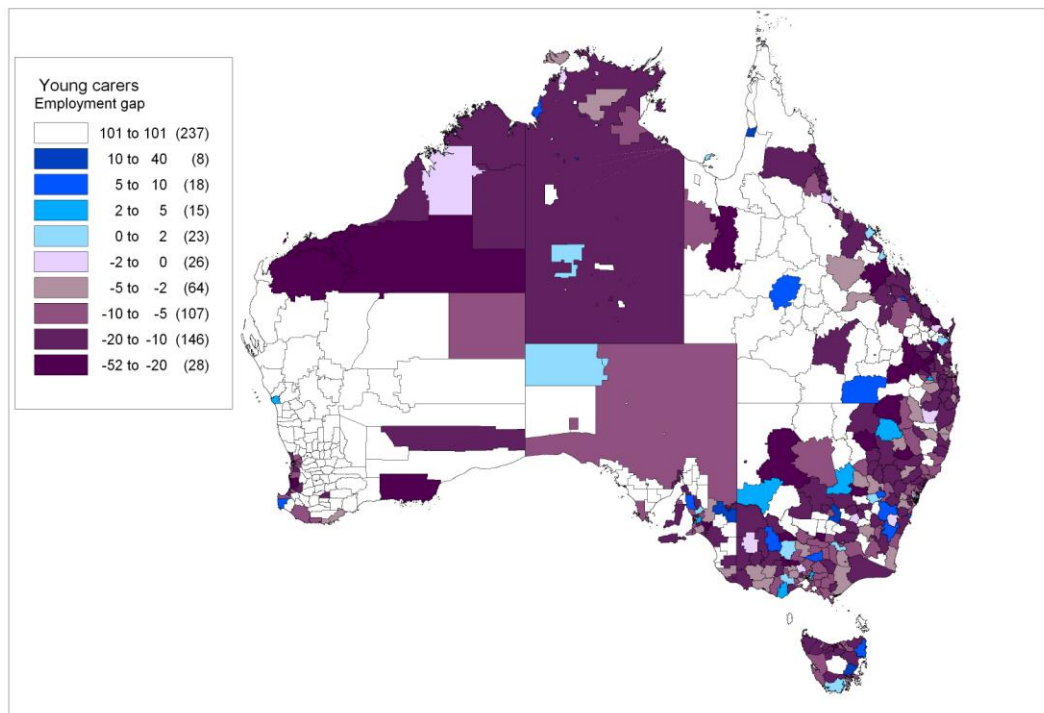 Young carers
Employment gap
101 to 101 (237)
10 to 40 (8)
5 to 10 (18)
2 to 5 (15)
0 to 2 (23)
-2 to 0 (26)
-5 to -2 (64)
-10 to -5 (107)
-20 to -10 (146)
-52 to -20 (28)